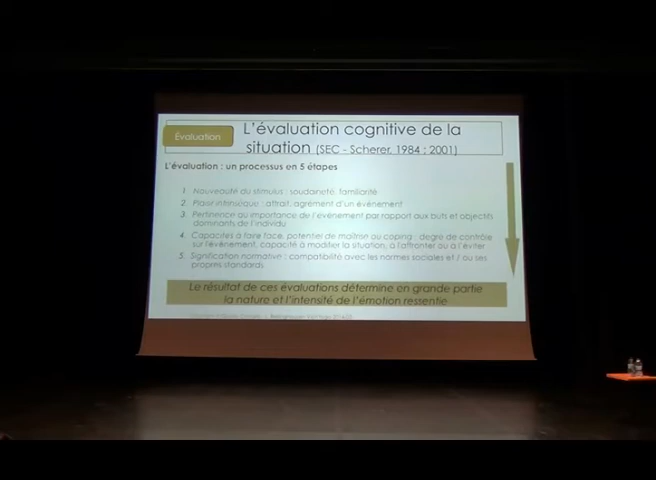 Évaluation
L'évaluation cognitive de la
situation (SEC - Scherer, 1984 ; 2001)
L'évaluation : un processus en 5 étapes
1. Nouveauté du stimulus : soudaneté, familiarité
2. Plaisir intrinsèque : attrait, agrément d'un événement
3. Pertinence ou importance de l'événement par rapport aux buts et objectifs
dominants de l'individu
4. Capacités à faire face, potentiel de maîtrise ou coping : degré de contrôle
sur l'événement, capacité à modifier la situation, à l'affronter ou à l'éviter
5. Signification normative : compatibilité avec les normes sociales et / ou ses
propres standards
Le résultat de ces évaluations détermine en grande partie
la nature et l'intensité de l'émotion ressentie